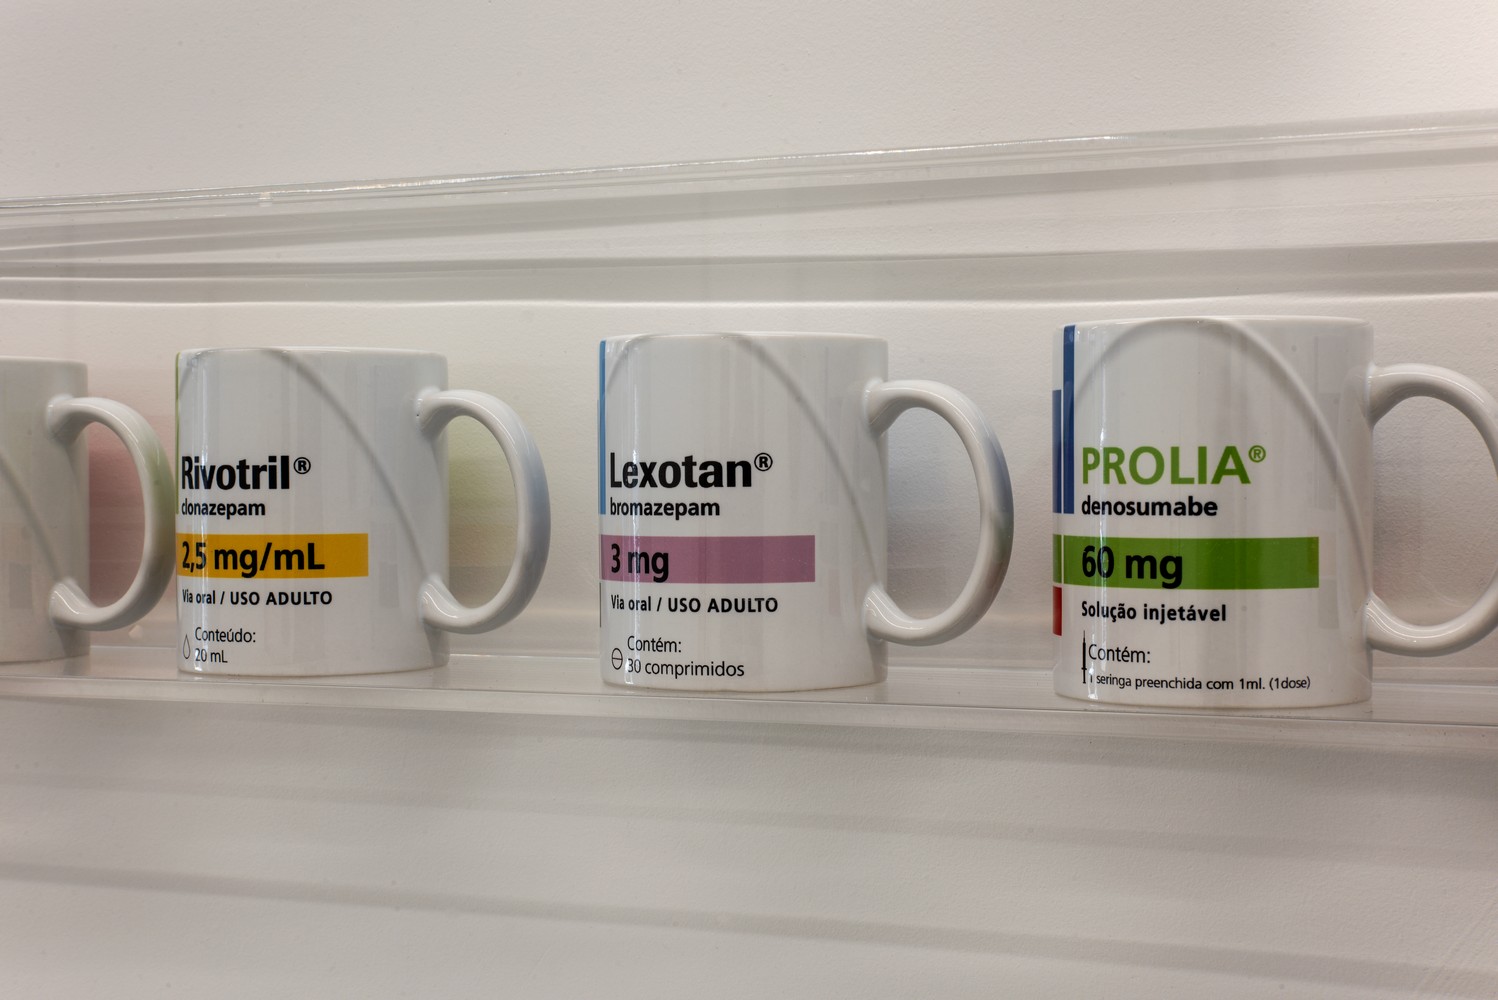 Rivotril®
clonazepam
2,5 mg/mL
Via oral / USO ADULTO
Conteúdo:
20 mL
Lexotan®
bromazepam
3 mg
Via oral / USO ADULTO
Contém:
30 comprimidos
PROLIA®
denosumabe
60 mg
Solução injetável
Contém:
1 seringa preenchida com 1ml. (1dose)